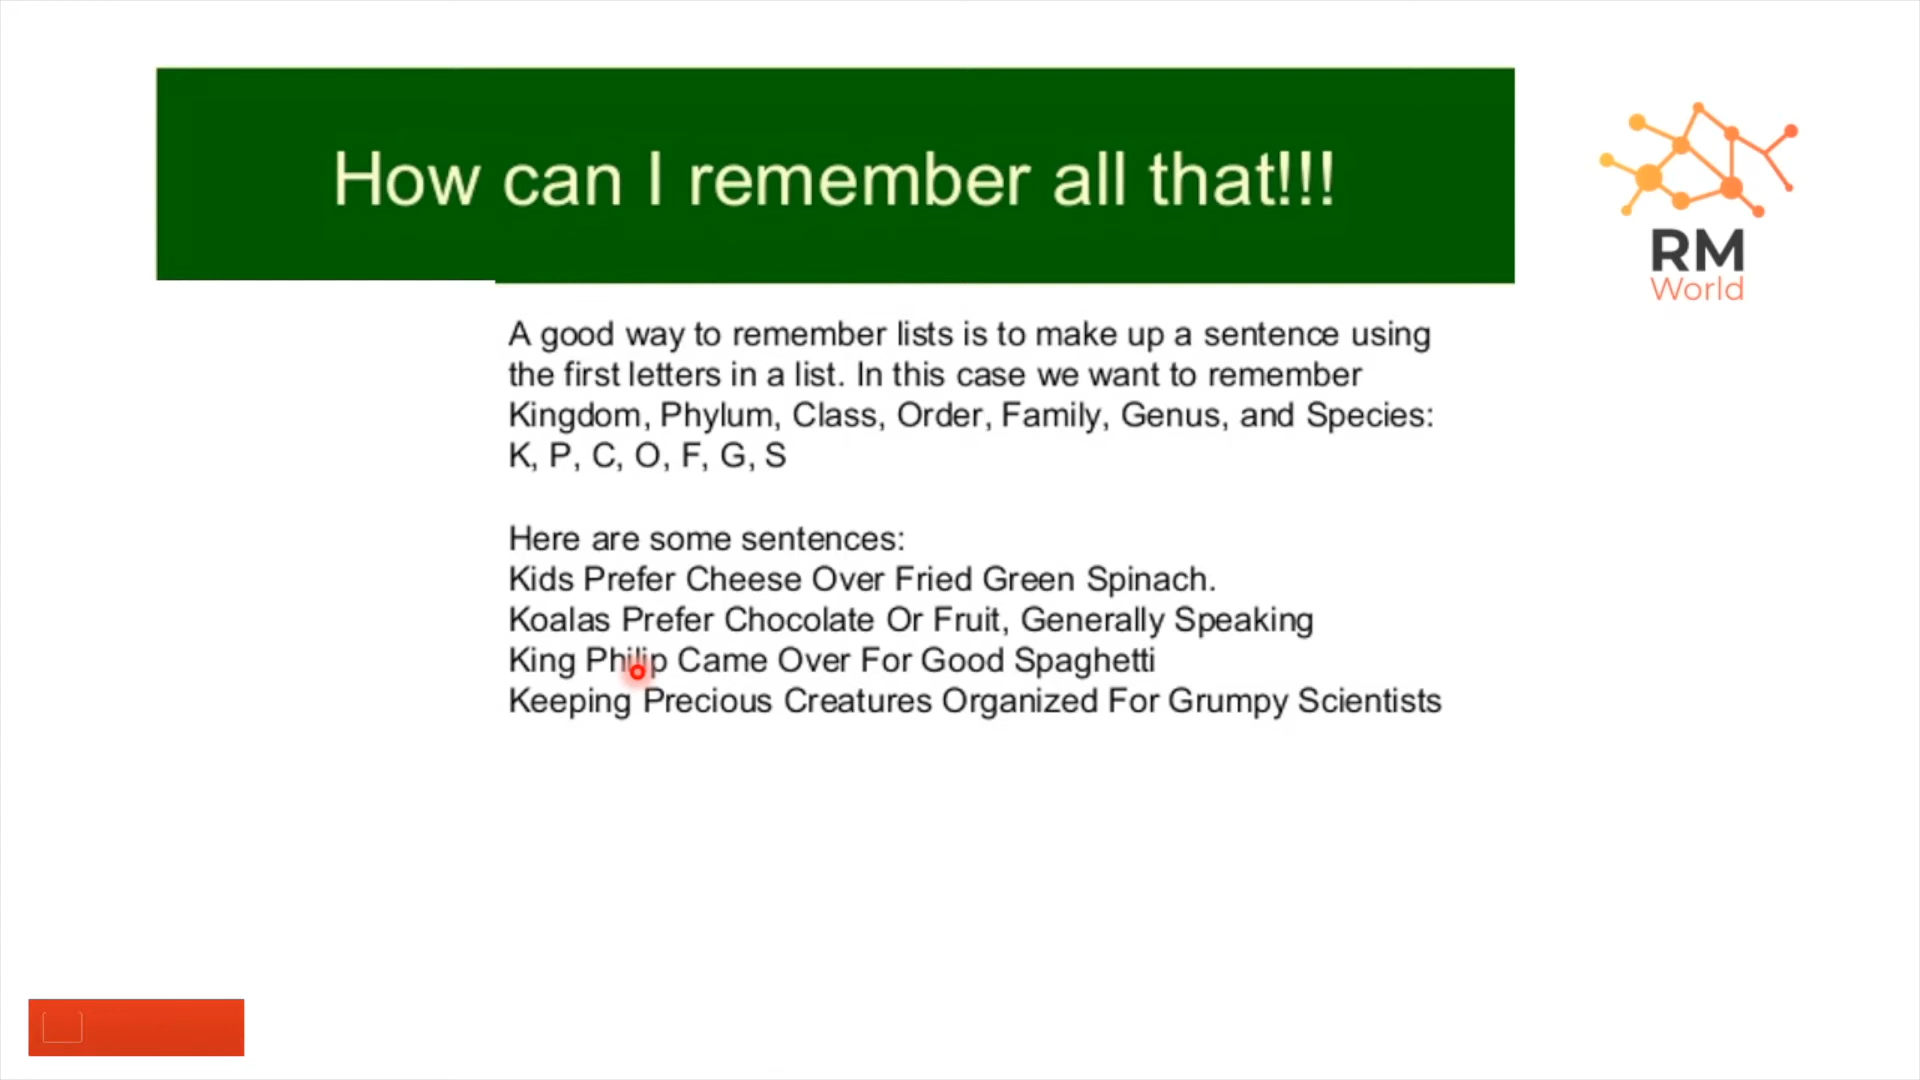 How can I remember all that!!!
RM
World
A good way to remember lists is to make up a sentence using
the first letters in a list. In this case we want to remember
Kingdom, Phylum, Class, Order, Family, Genus, and Species:
K, P, C, O, F, G, S
Here are some sentences:
Kids Prefer Cheese Over Fried Green Spinach.
Koalas Prefer Chocolate Or Fruit, Generally Speaking
King Philip Came Over For Good Spaghetti
Keeping Precious Creatures Organized For Grumpy Scientists